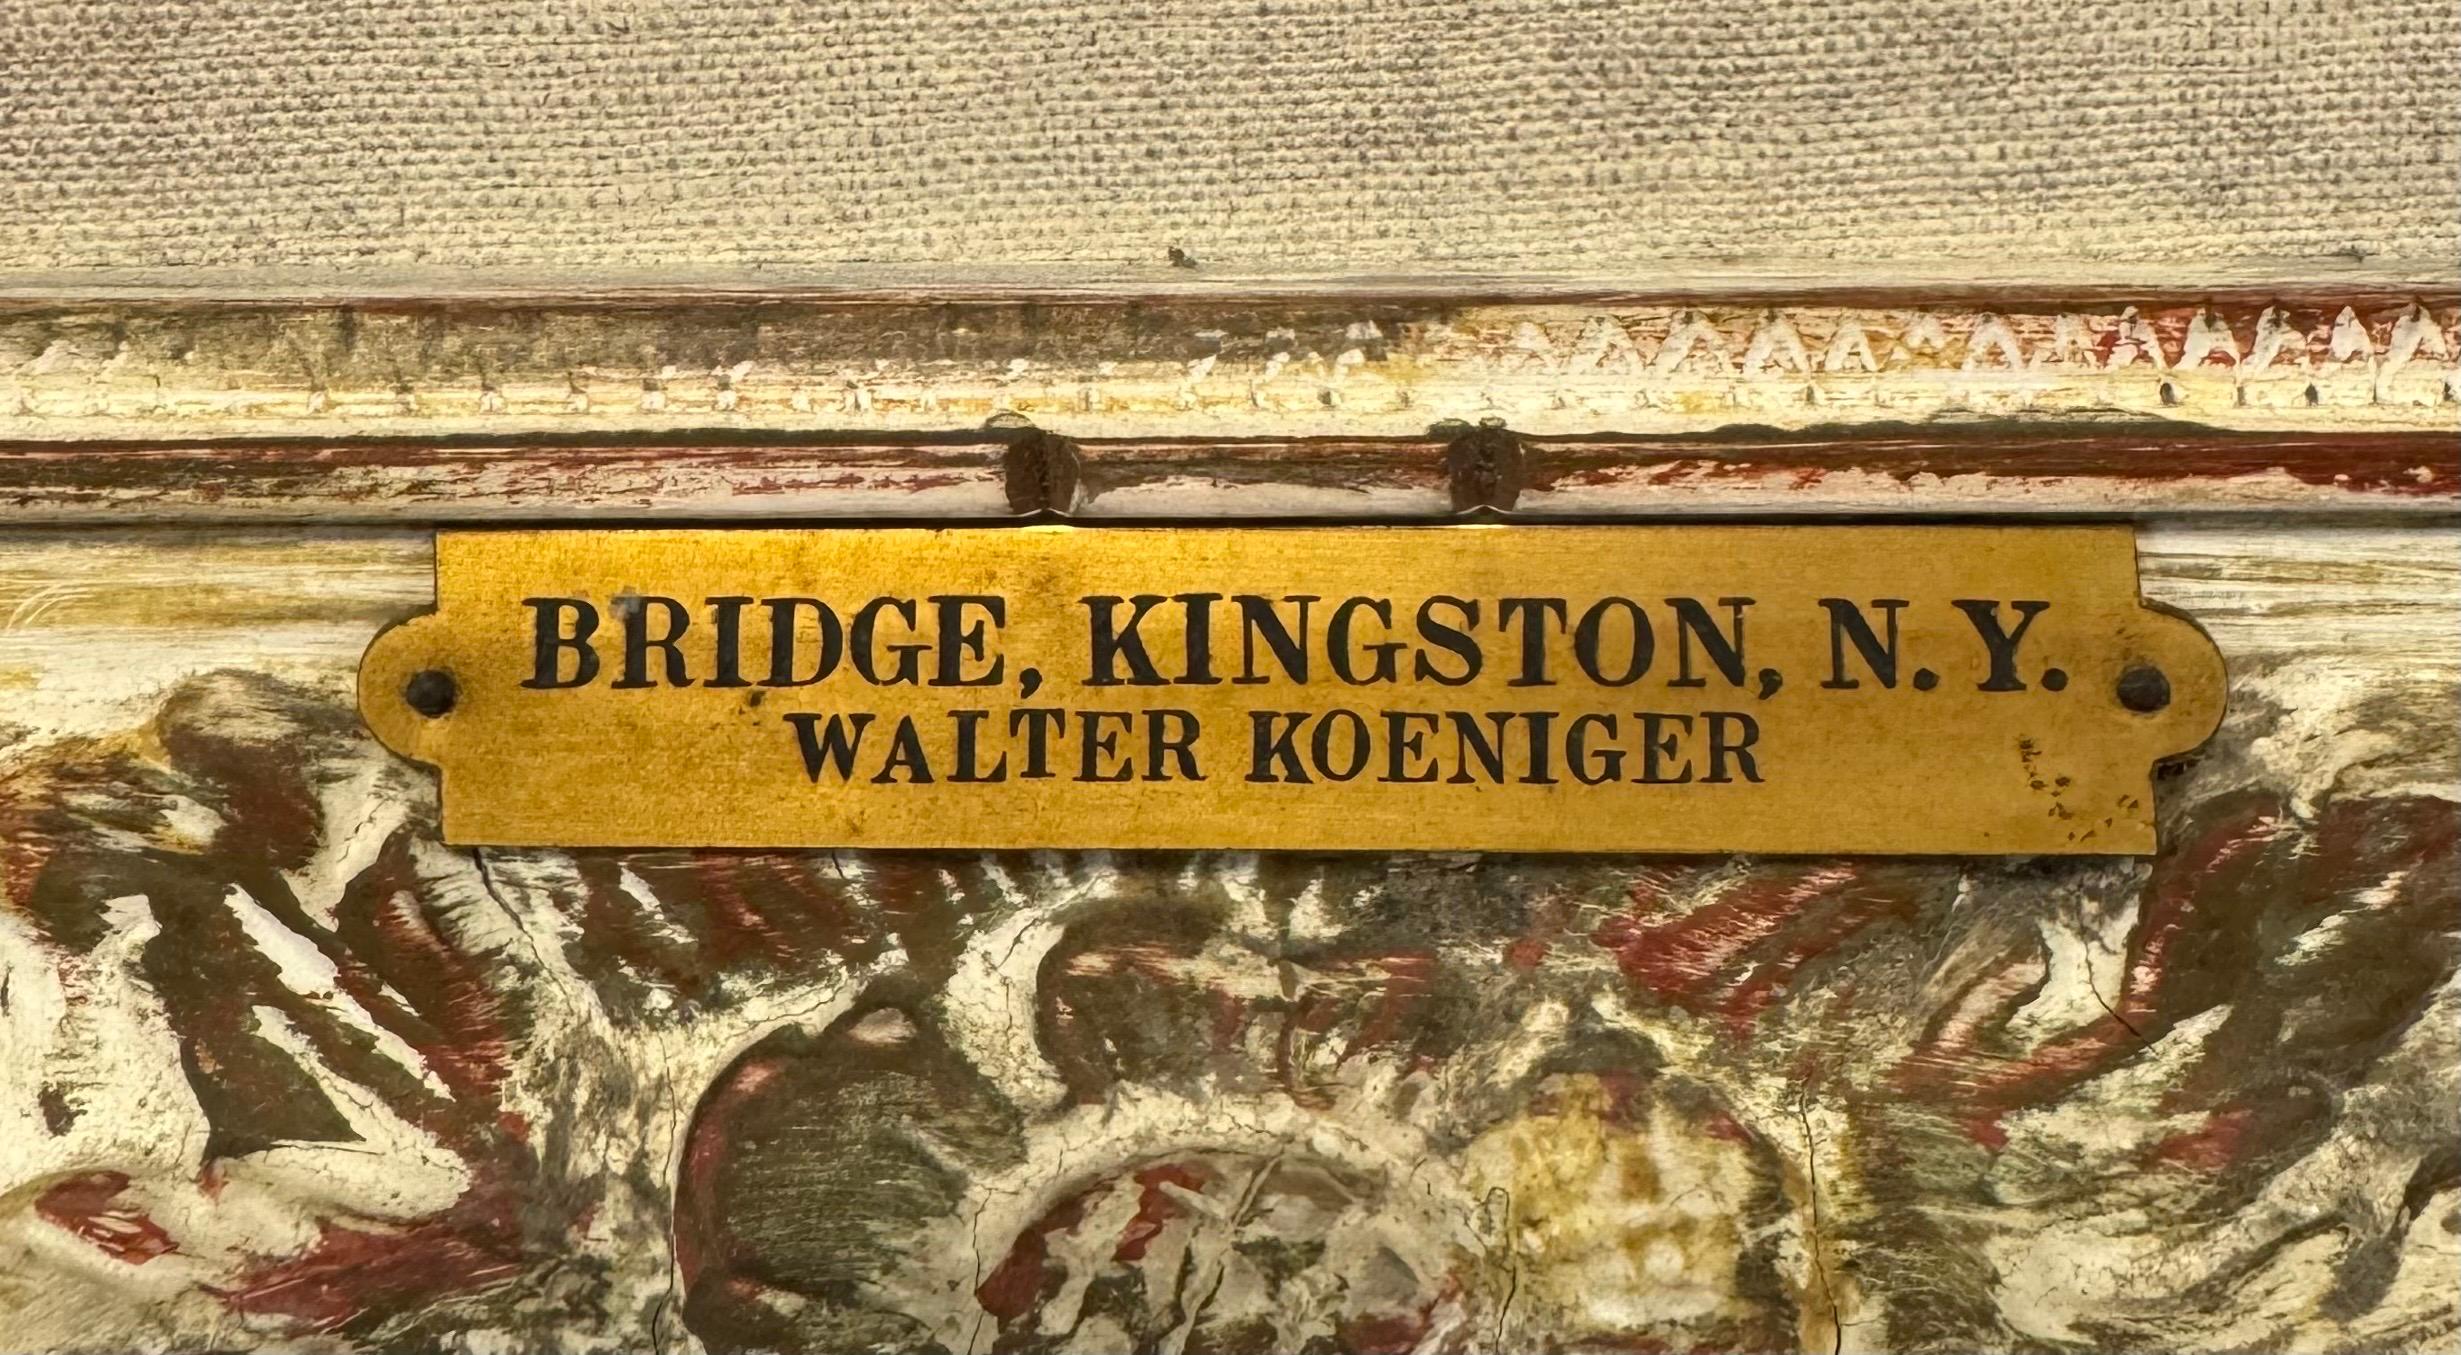 BRIDGE, KINGSTON, N.Y.
WALTER KOENIGER